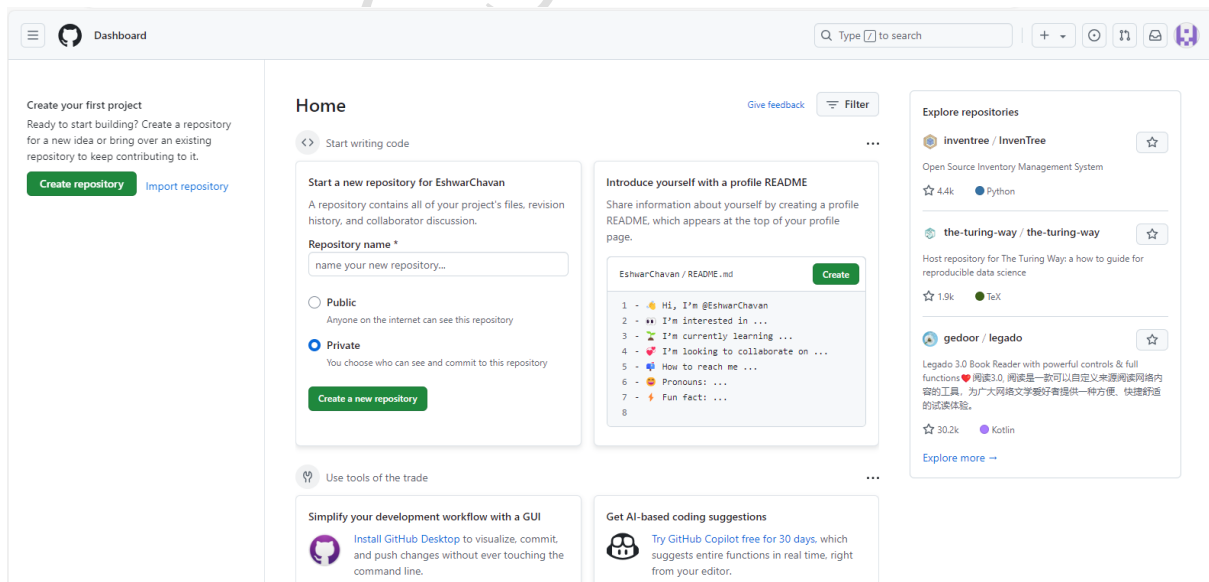 Dashboard
Type / to search
Create your first project
Ready to start building? Create a repository
for a new idea or bring over an existing
repository to keep contributing to it.
Create repository
Import repository
Home
Give feedback
Filter
Start writing code
Start a new repository for EshwarChavan
A repository contains all of your project's files, revision
history, and collaborator discussion.
Repository name *
name your new repository...
Public
Anyone on the internet can see this repository
Private
You choose who can see and commit to this repository
Create a new repository
Introduce yourself with a profile README
Share information about yourself by creating a profile
README, which appears at the top of your profile
page.
EshwarChavan / README.md
Create
1 - 👋 Hi, I'm @EshwarChavan
2 - 👀 I'm interested in ...
3 - 🌱 I'm currently learning ...
4 - 💞️ I'm looking to collaborate on ...
5 - 📫 How to reach me ...
6 - 😄 Pronouns: ...
7 - ⚡ Fun fact: ...
8
Use tools of the trade
Simplify your development workflow with a GUI
Install GitHub Desktop to visualize, commit,
and push changes without ever touching the
command line.
Get AI-based coding suggestions
Try GitHub Copilot free for 30 days, which
suggests entire functions in real time, right
from your editor.
Explore repositories
inventree / InvenTree
Open Source Inventory Management System
4.4k Python
the-turing-way / the-turing-way
Host repository for The Turing Way: a how to guide for
reproducible data science
1.9k TeX
gedoor / legado
Legado 3.0 Book Reader with powerful controls & full
functions❤️阅读3.0, 阅读是一款可以自定义来源阅读网络内
容的工具，为广大网络文学爱好者提供一种方便、快捷舒适
的试读体验。
30.2k Kotlin
Explore more →